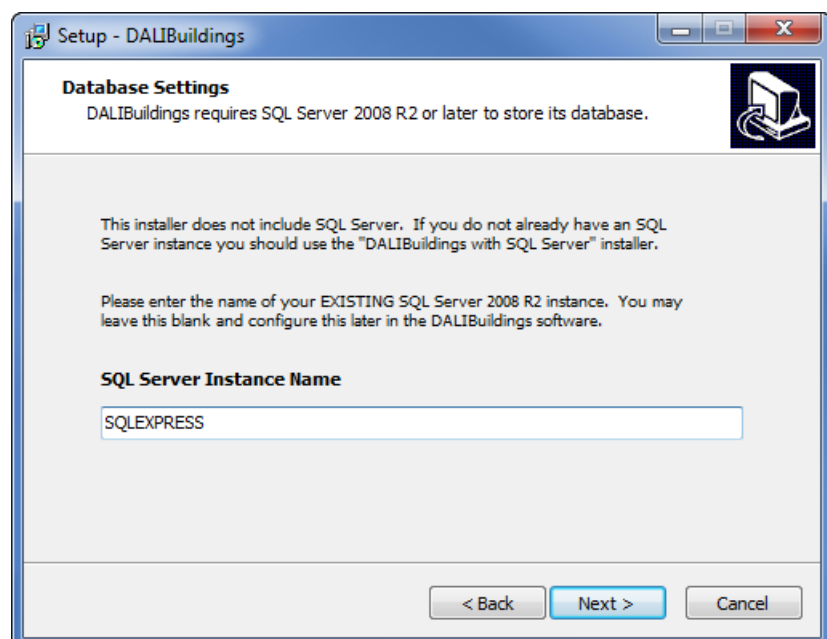 Setup - DALIBuildings
Database Settings
DALIBuildings requires SQL Server 2008 R2 or later to store its database.
This installer does not include SQL Server.  If you do not already have an SQL
Server instance you should use the "DALIBuildings with SQL Server" installer.
Please enter the name of your EXISTING SQL Server 2008 R2 instance.  You may
leave this blank and configure this later in the DALIBuildings software.
SQL Server Instance Name
SQLEXPRESS
< Back
Next >
Cancel